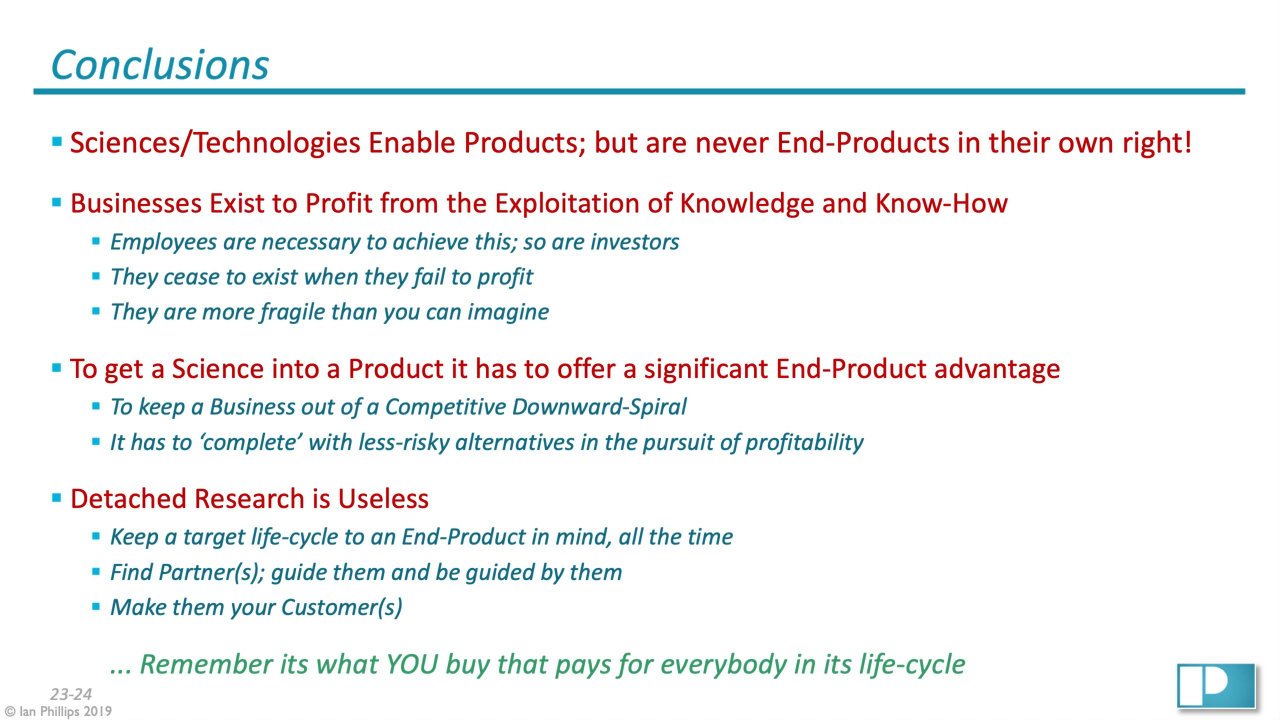 Conclusions
Sciences/Technologies Enable Products; but are never End-Products in their own right!
Businesses Exist to Profit from the Exploitation of Knowledge and Know-How
Employees are necessary to achieve this; so are investors
They cease to exist when they fail to profit
They are more fragile than you can imagine
To get a Science into a Product it has to offer a significant End-Product advantage
To keep a Business out of a Competitive Downward-Spiral
It has to ‘complete’ with less-risky alternatives in the pursuit of profitability
Detached Research is Useless
Keep a target life-cycle to an End-Product in mind, all the time
Find Partner(s); guide them and be guided by them
Make them your Customer(s)
... Remember its what YOU buy that pays for everybody in its life-cycle
23-24
© Ian Phillips 2019
P